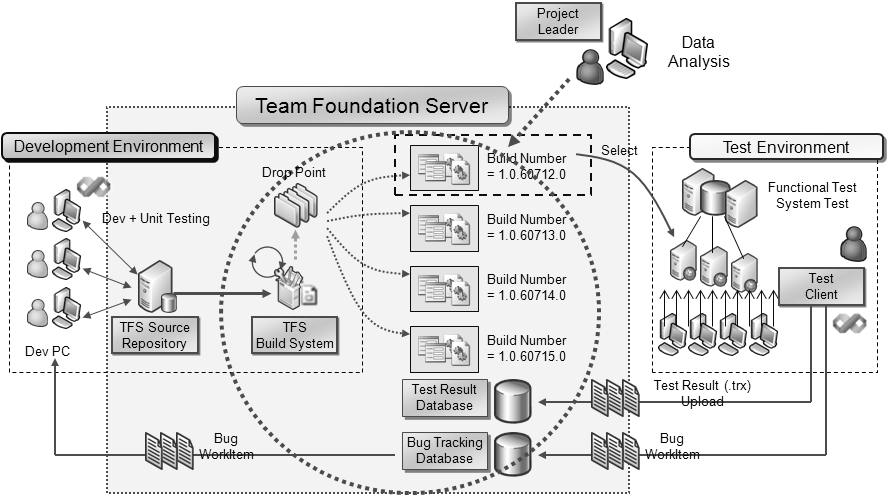 Project
Leader
Data
Analysis
Team Foundation Server
Development Environment
Test Environment
Drop Point
Build Number
= 1.0.60712.0
Select
Functional Test
System Test
Dev + Unit Testing
Build Number
= 1.0.60713.0
Build Number
= 1.0.60714.0
Test
Client
TFS Source
Repository
TFS
Build System
Build Number
= 1.0.60715.0
Dev PC
Test Result
Database
Test Result (.trx)
Upload
Bug
WorkItem
Bug Tracking
Database
Bug
WorkItem